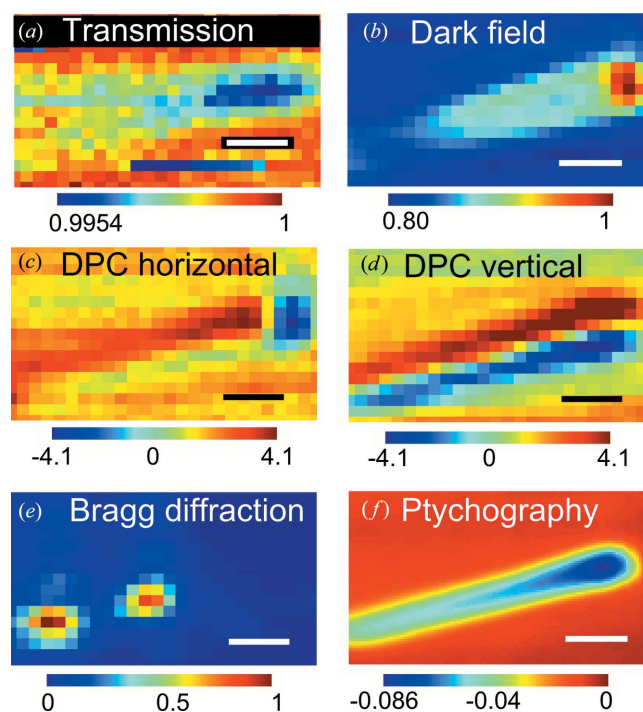 (a) Transmission
(b) Dark field
0.9954 1
0.80 1
(c) DPC horizontal
(d) DPC vertical
-4.1 0 4.1
-4.1 0 4.1
(e) Bragg diffraction
(f) Ptychography
0 0.5 1
-0.086 -0.04 0